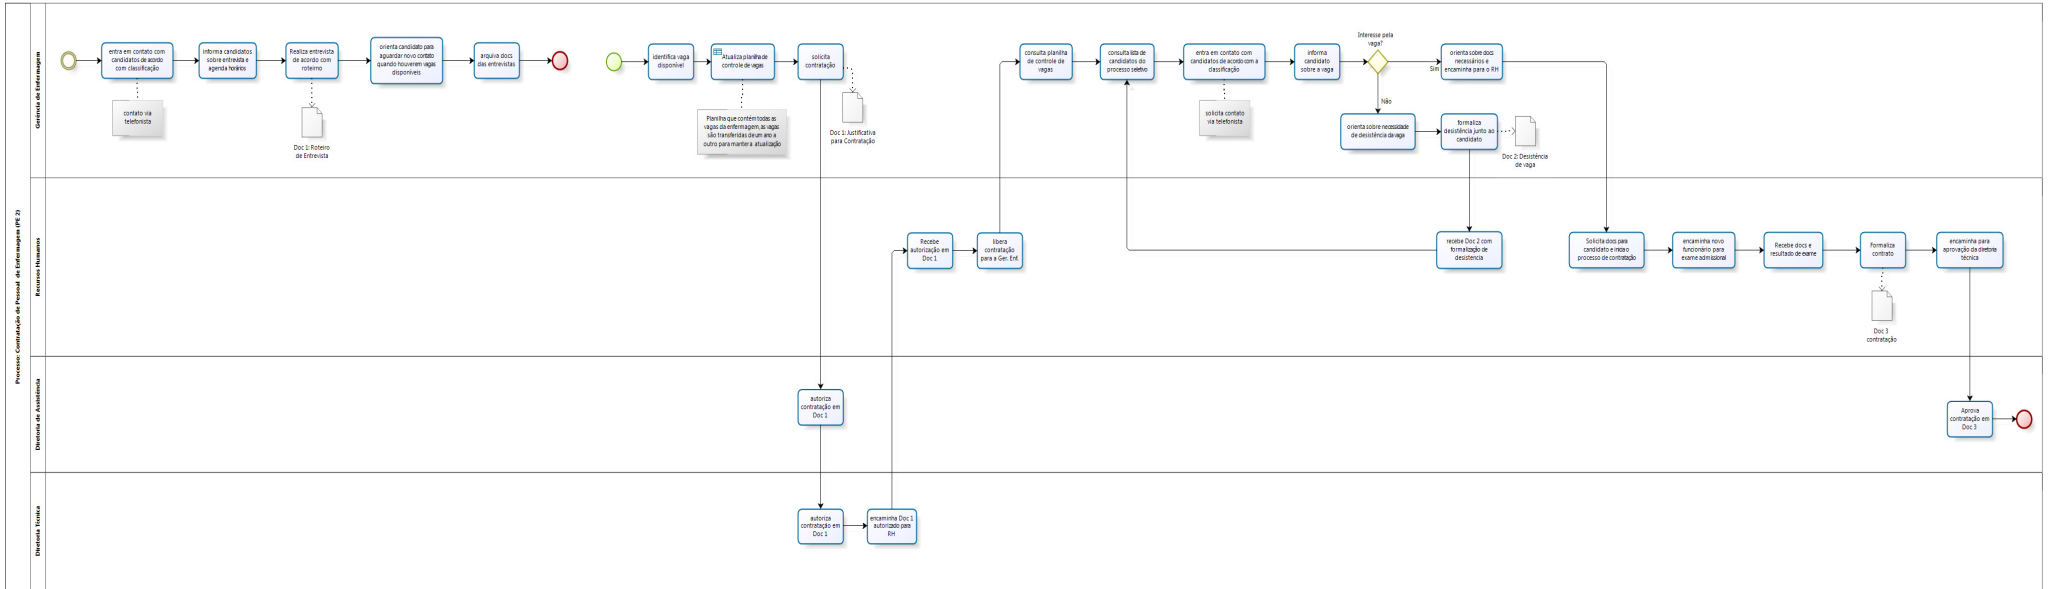 Processo: Contratação de Pessoal de Enfermagem (PE 2)
Gerência de Enfermagem
entra em contato com
candidatos de acordo
com classificação
contato via
telefonista
informa candidatos
sobre entrevista e
agenda horários
Realiza entrevista
de acordo com
roteirno
Doc 1: Roteiro
de Entrevista
orienta candidato para
aguardar novo contato
quando houverem vagas
disponíveis
arquiva docs
das entrevistas
identifica vaga
disponível
Atualiza planilha de
controle de vagas
Planilha que contém todas as
vagas da enfermagem, as vagas
são transferidas de um ano a
outro para manter a atualização
solicita
contratação
Doc 1: Justificativa
para Contratação
consulta planilha
de controle de
vagas
consulta lista de
candidatos do
processo seletivo
entra em contato com
candidatos de acordo com a
classificação
solicita contato
via telefonista
informa
candidato
sobre a vaga
Interesse pela
vaga?
Sim
Não
orienta sobre docs
necessários e
encaminha para o RH
orienta sobre necessidade
de desistência da vaga
formaliza
desistência junto ao
candidato
Doc 2: Desistência
de vaga
Recursos Humanos
Recebe
autorização em
Doc 1
libera
contratação
para a Ger. Enf.
recebe Doc 2 com
formalização de
desistencia
Solicita docs para
candidato e inicia o
processo de contratação
encaminha novo
funcionário para
exame admissional
Recebe docs e
resultado de exame
Formaliza
contrato
Doc 3
contratação
encaminha para
aprovação da diretoria
técnica
Diretoria de Assistência
autoriza
contratação em
Doc 1
Aprova
contratação em
Doc 3
Diretoria Técnica
autoriza
contratação em
Doc 1
encaminha Doc 1
autorizado para
RH